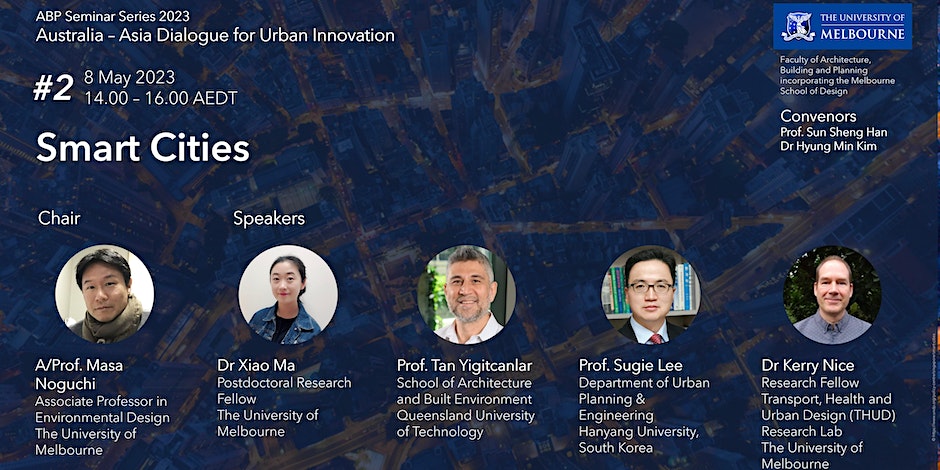 ABP Seminar Series 2023
Australia – Asia Dialogue for Urban Innovation
#2
8 May 2023
14.00 – 16.00 AEDT
Smart Cities
THE UNIVERSITY OF
MELBOURNE
Faculty of Architecture,
Building and Planning
incorporating the Melbourne
School of Design
Convenors
Prof. Sun Sheng Han
Dr Hyung Min Kim
Chair
Speakers
A/Prof. Masa
Noguchi
Associate Professor in
Environmental Design
The University of
Melbourne
Dr Xiao Ma
Postdoctoral Research
Fellow
The University of
Melbourne
Prof. Tan Yigitcanlar
School of Architecture
and Built Environment
Queensland University
of Technology
Prof. Sugie Lee
Department of Urban
Planning &
Engineering
Hanyang University,
South Korea
Dr Kerry Nice
Research Fellow
Transport, Health and
Urban Design (THUD)
Research Lab
The University of
Melbourne